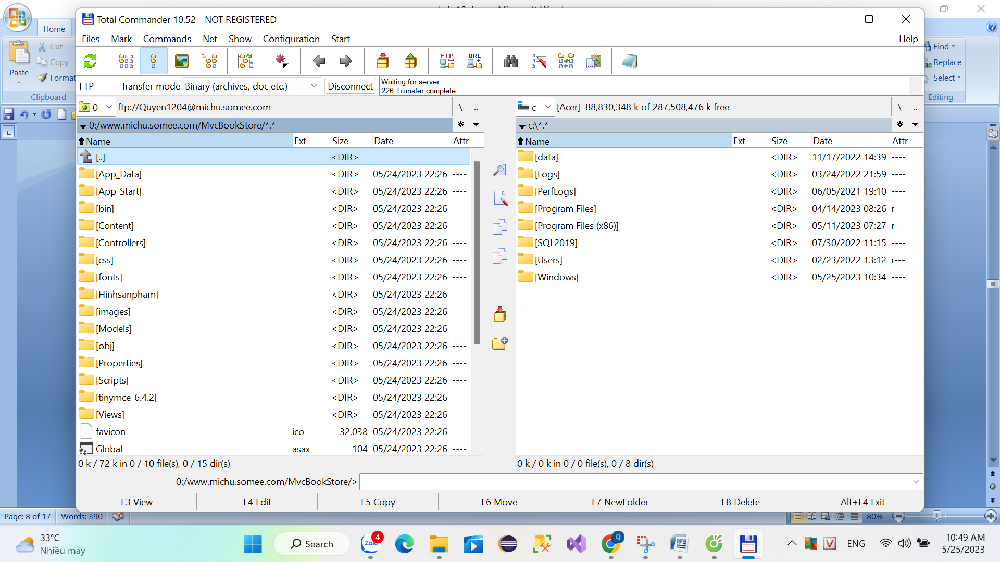 Total Commander 10.52 - NOT REGISTERED
Home
Files Mark Commands Net Show Configuration Start Help
Cut
Copy
Paste
Format
Clipboard
Find
Replace
Select
Editing
FTP
URL
FTP Transfer mode Binary (archives, doc etc.) Disconnect
Waiting for server...
226 Transfer complete.
0 ftp://Quyen1204@michu.somee.com \ ..
c [Acer] 88,830,348 k of 287,508,476 k free \ ..
0:/www.michu.somee.com/MvcBookStore/*.* *
c:\*.* *
Name Ext Size Date Attr
[..] <DIR>
[App_Data] <DIR> 05/24/2023 22:26 ----
[App_Start] <DIR> 05/24/2023 22:26 ----
[bin] <DIR> 05/24/2023 22:26 ----
[Content] <DIR> 05/24/2023 22:26 ----
[Controllers] <DIR> 05/24/2023 22:26 ----
[css] <DIR> 05/24/2023 22:26 ----
[fonts] <DIR> 05/24/2023 22:26 ----
[Hinhsanpham] <DIR> 05/24/2023 22:26 ----
[images] <DIR> 05/24/2023 22:26 ----
[Models] <DIR> 05/24/2023 22:26 ----
[obj] <DIR> 05/24/2023 22:26 ----
[Properties] <DIR> 05/24/2023 22:26 ----
[Scripts] <DIR> 05/24/2023 22:26 ----
[tinymce_6.4.2] <DIR> 05/24/2023 22:26 ----
[Views] <DIR> 05/24/2023 22:26 ----
favicon ico 32,038 05/24/2023 22:26 ----
Global asax 104 05/24/2023 22:26 ----
0 k / 72 k in 0 / 10 file(s), 0 / 15 dir(s)
Name Ext Size Date Attr
[data] <DIR> 11/17/2022 14:39 ----
[Logs] <DIR> 03/24/2022 21:59 ----
[PerfLogs] <DIR> 06/05/2021 19:10 ----
[Program Files] <DIR> 04/14/2023 08:26 r---
[Program Files (x86)] <DIR> 05/11/2023 07:27 r---
[SQL2019] <DIR> 07/30/2022 11:15 ----
[Users] <DIR> 02/23/2022 13:12 r---
[Windows] <DIR> 05/25/2023 10:34 ----
0 k / 0 k in 0 / 0 file(s), 0 / 8 dir(s)
0:/www.michu.somee.com/MvcBookStore/>
F3 View F4 Edit F5 Copy F6 Move F7 NewFolder F8 Delete Alt+F4 Exit
Page: 8 of 17 Words: 390 80%
33°C
Nhiều mây
Search
Zalo
4
ENG
10:49 AM
5/25/2023